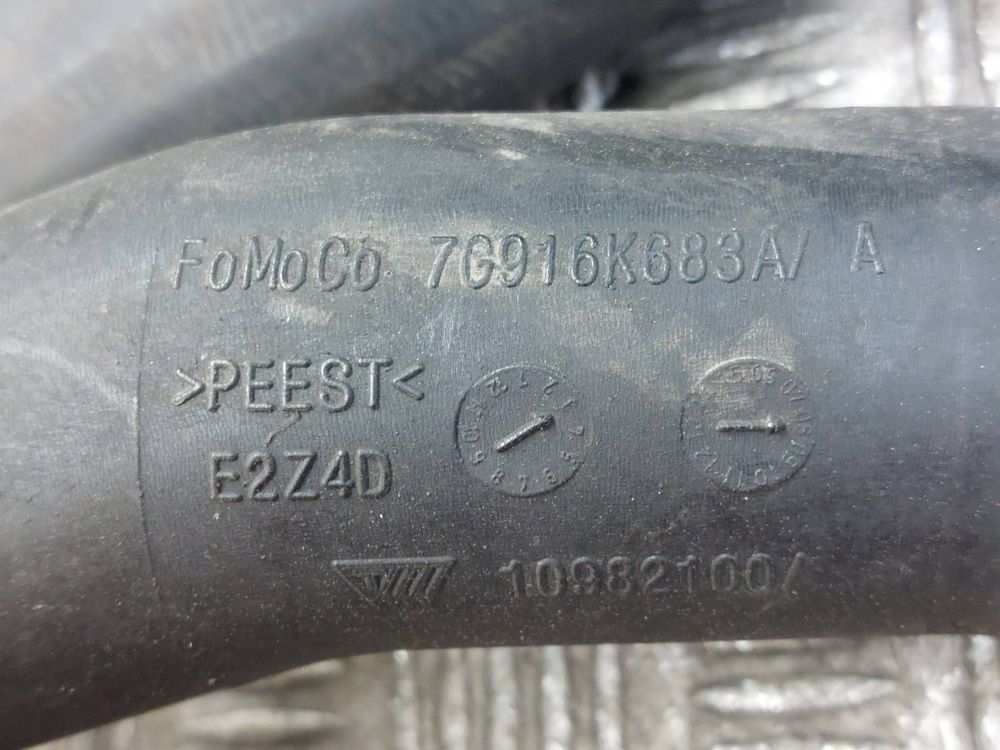 FoMoCo 7G916K683A/ A
>PEEST<
E2Z4D
10982100/